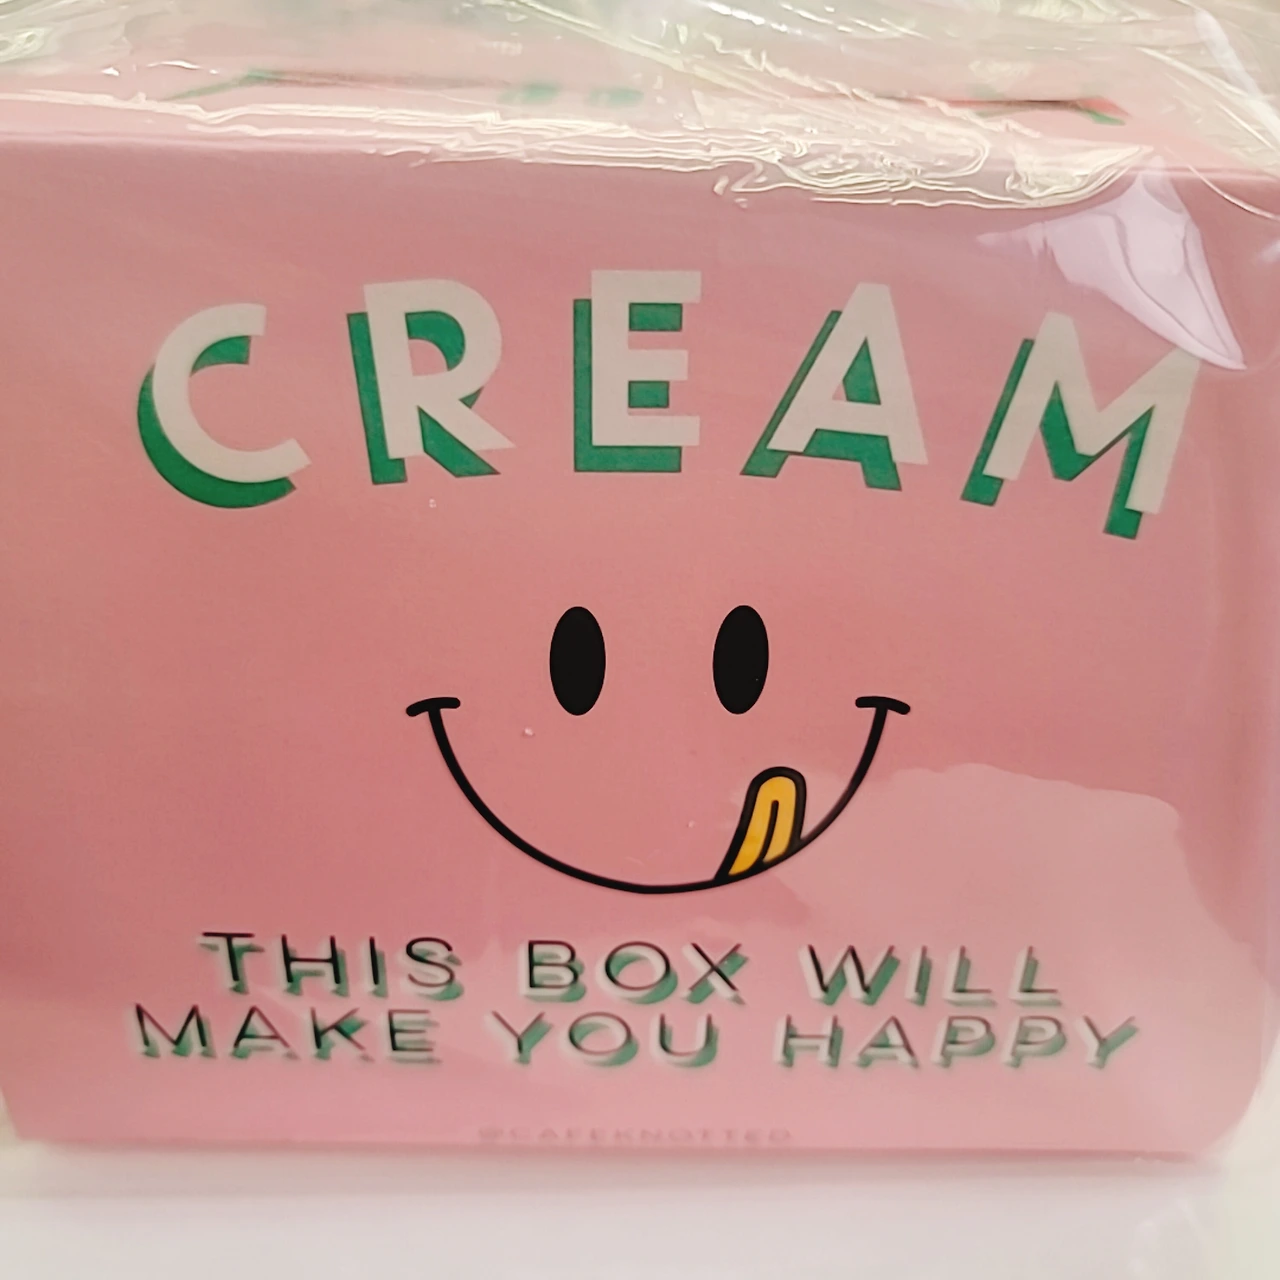 CREAM
THIS BOX WILL
MAKE YOU HAPPY
@CAFEKNOTTED